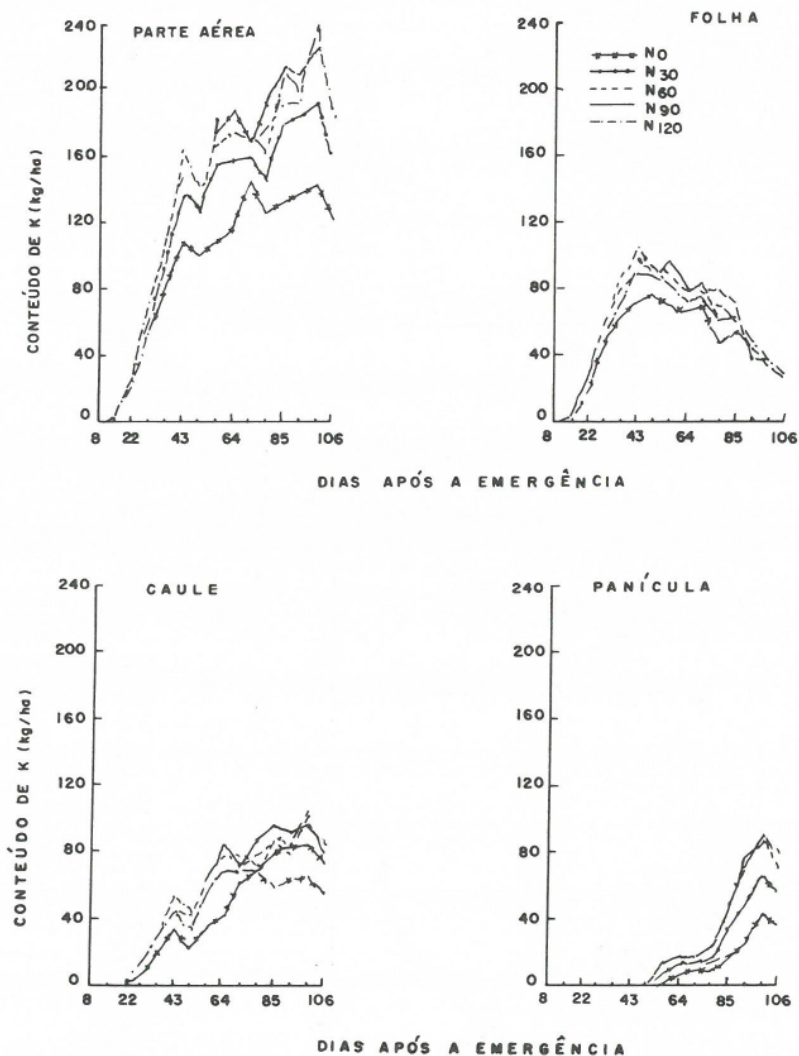 PARTE AÉREA
CONTEÚDO DE K (kg/ha)
240
200
160
120
80
40
0
8 22 43 64 85 106
FOLHA
N0
N30
N60
N90
N120
240
200
160
120
80
40
0
8 22 43 64 85 106
DIAS APÓS A EMERGÊNCIA
CAULE
CONTEÚDO DE K (kg/ha)
240
200
160
120
80
40
0
8 22 43 64 85 106
PANÍCULA
240
200
160
120
80
40
0
8 22 43 64 85 106
DIAS APÓS A EMERGÊNCIA